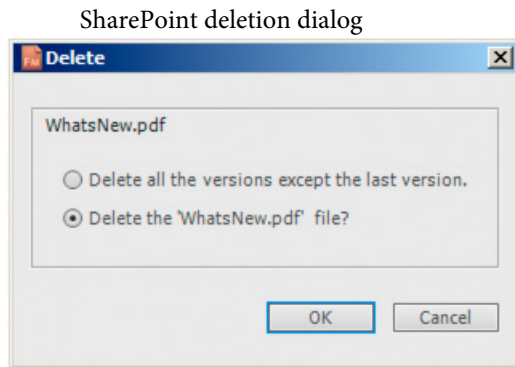 SharePoint deletion dialog
FM Delete
WhatsNew.pdf
Delete all the versions except the last version.
Delete the 'WhatsNew.pdf' file?
OK Cancel